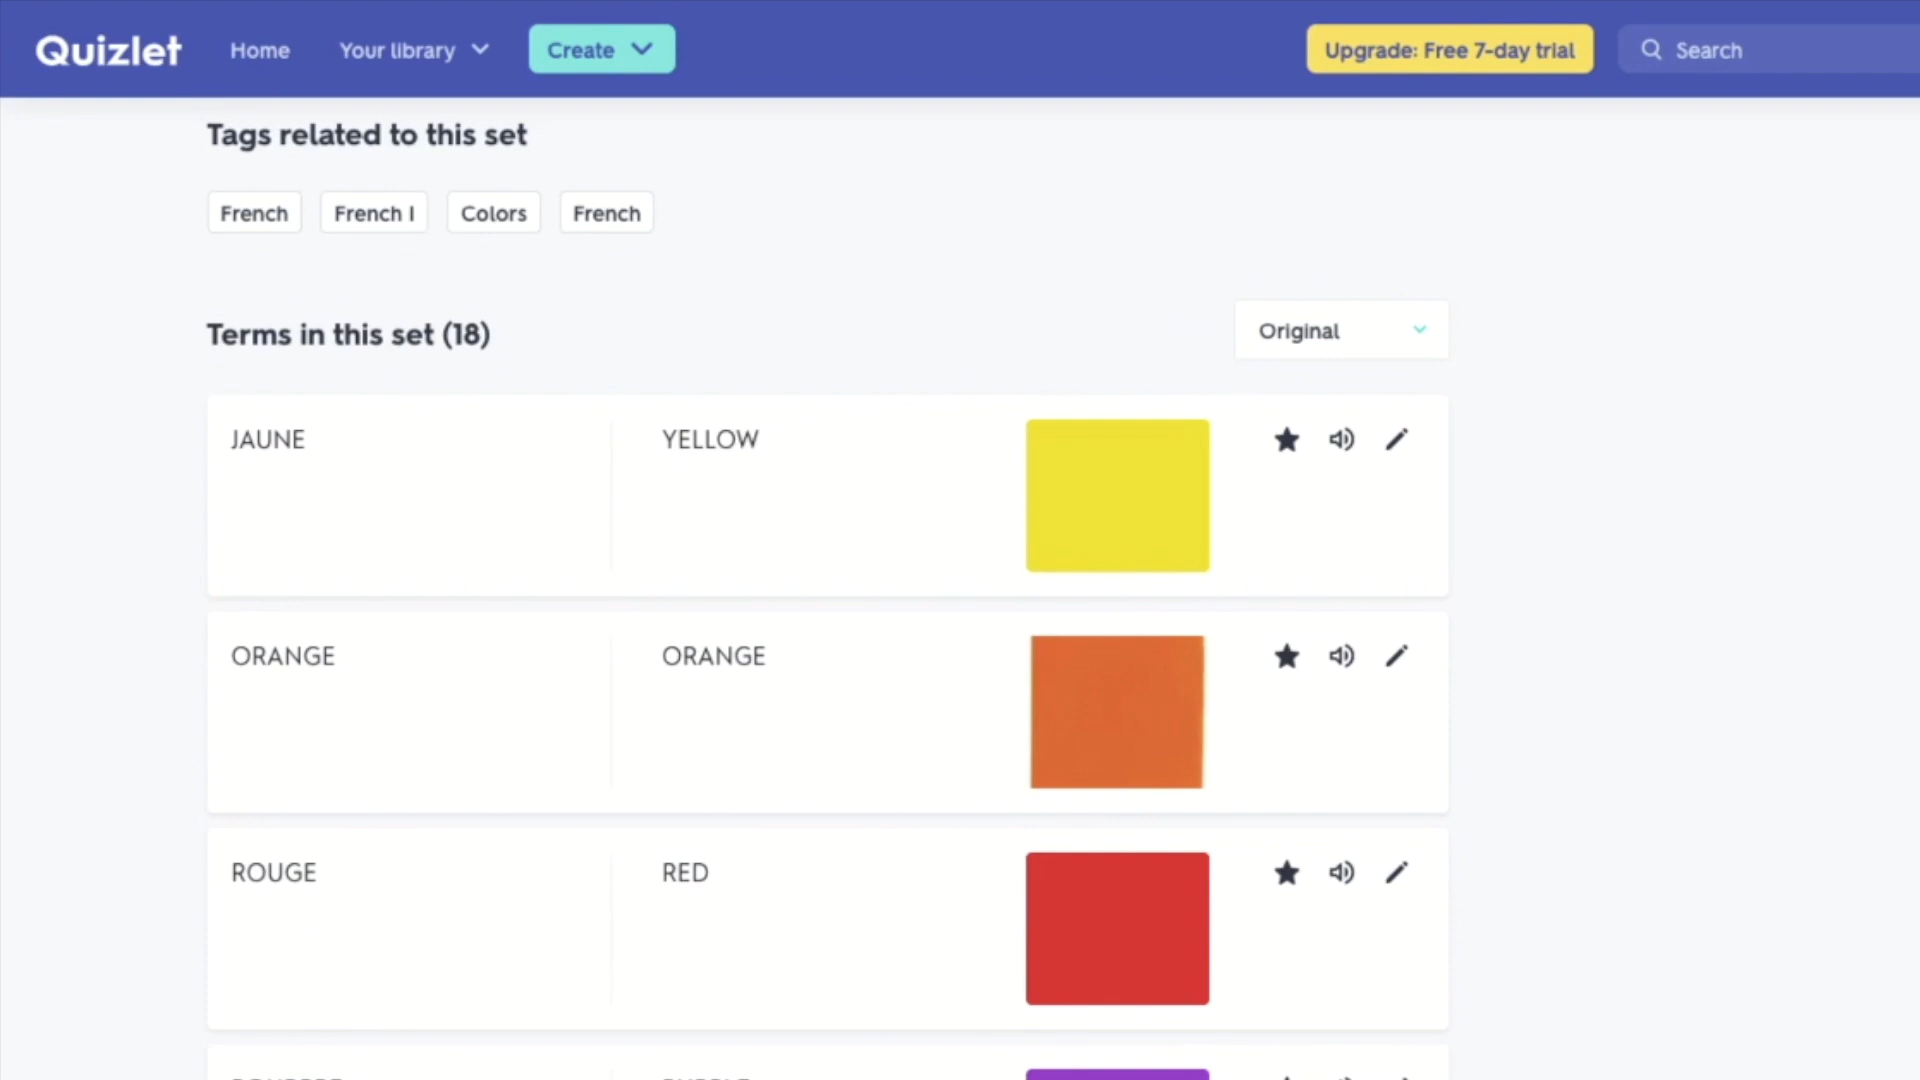 Quizlet Home Your library Create Upgrade: Free 7-day trial Search
Tags related to this set
French French I Colors French
Terms in this set (18) Original
JAUNE YELLOW
ORANGE ORANGE
ROUGE RED